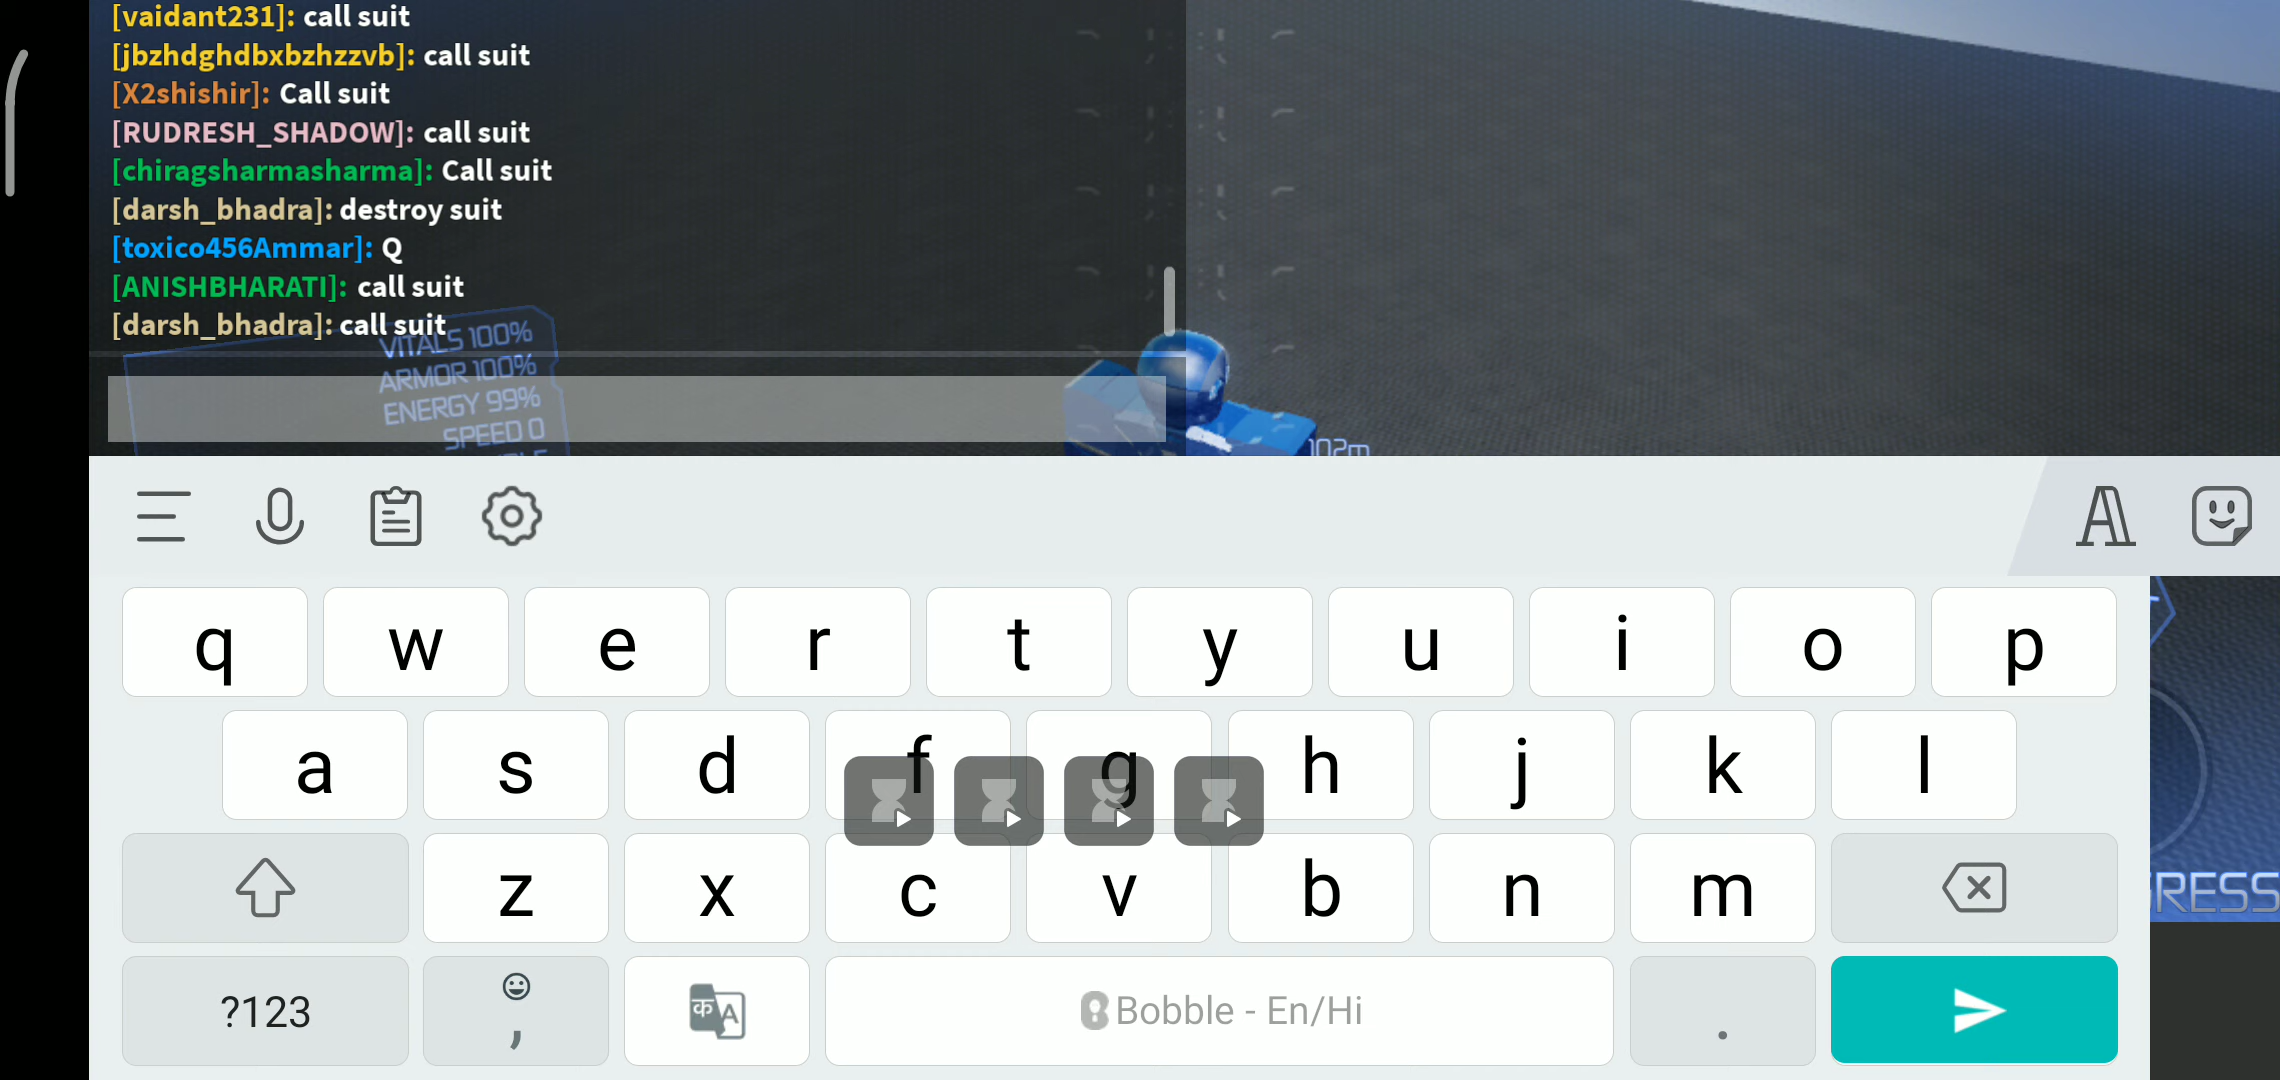 [vaidant231]: call suit
[jbzhdghdbxbzhzzvb]: call suit
[X2shishir]: Call suit
[RUDRESH_SHADOW]: call suit
[chiragsharmasharma]: Call suit
[darsh_bhadra]: destroy suit
[toxico456Ammar]: Q
[ANISHBHARATI]: call suit
[darsh_bhadra]: call suit
VITALS 100%
ARMOR 100%
ENERGY 99%
SPEED 0
102m
q w e r t y u i o p
a s d f g h j k l
z x c v b n m
RESS
?123 , क A Bobble - En/Hi .